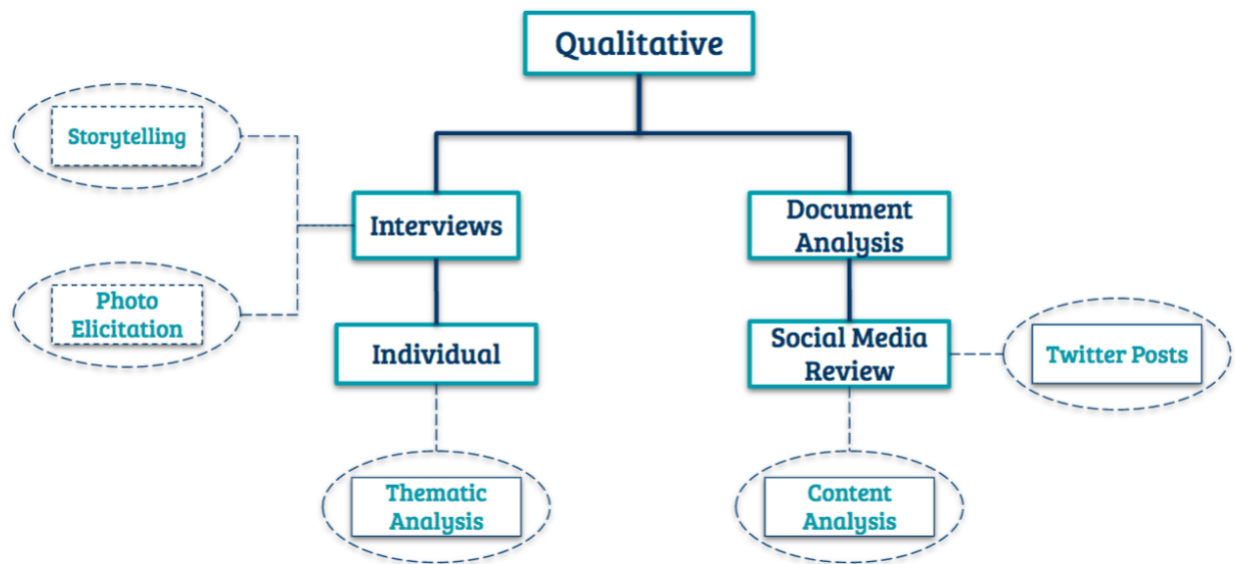 Qualitative
Storytelling
Interviews
Document
Analysis
Photo
Elicitation
Individual
Social Media
Review
Twitter Posts
Thematic
Analysis
Content
Analysis